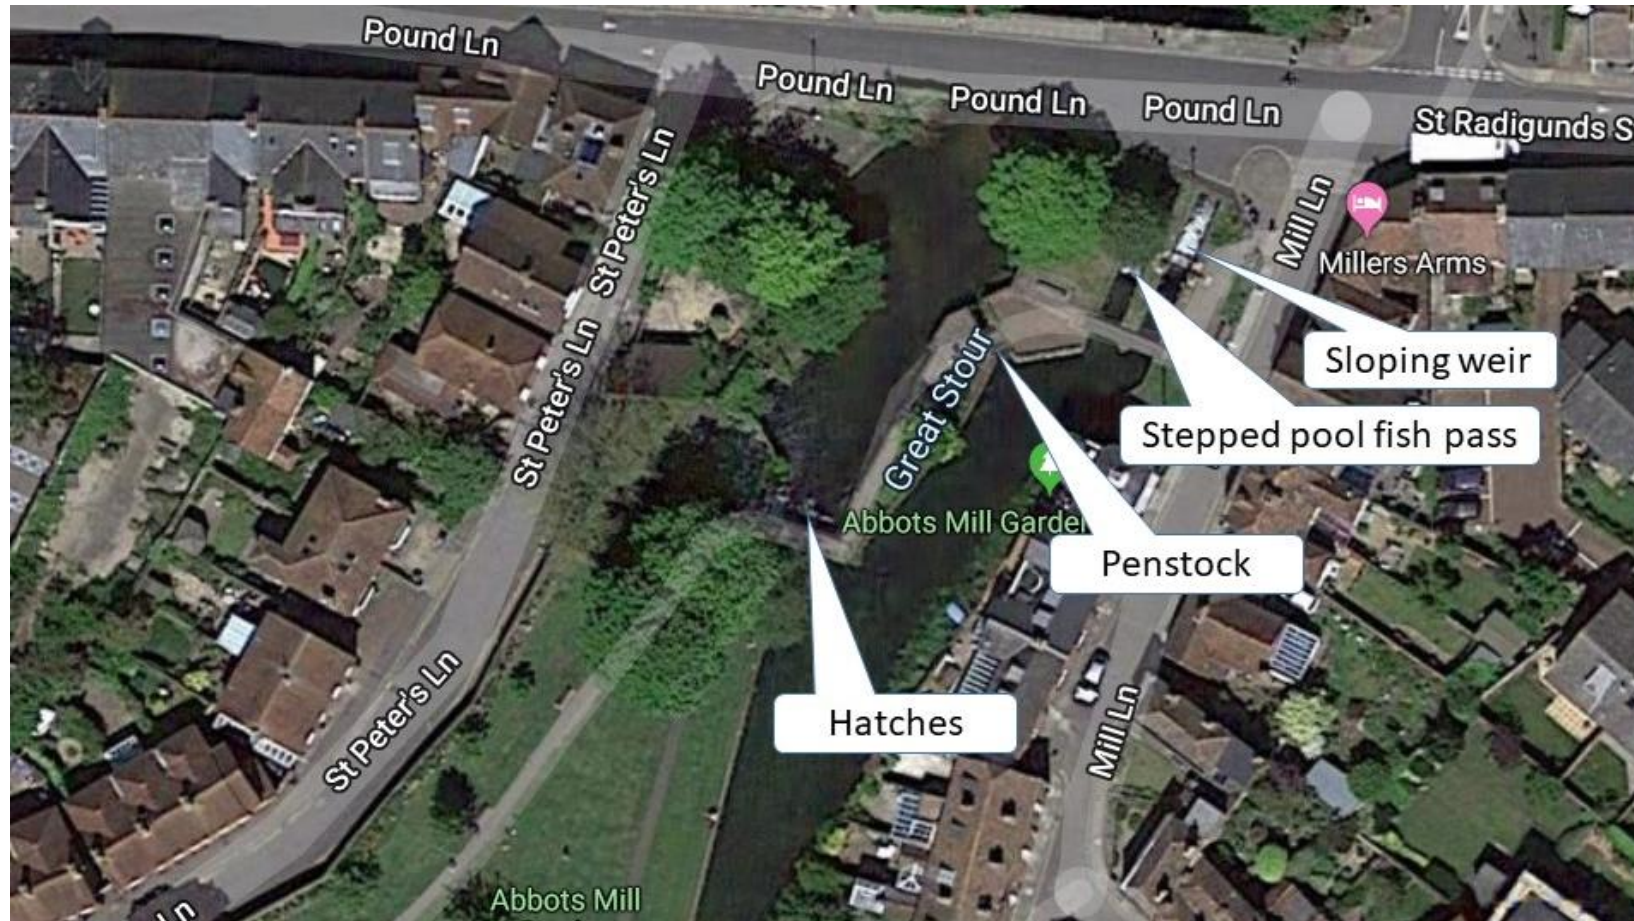 Pound Ln
Pound Ln
Pound Ln
Pound Ln
St Radigunds S
St Peter's Ln
Mill Ln
Millers Arms
St Peter's Ln
Great Stour
Sloping weir
Stepped pool fish pass
Abbots Mill Garden
Penstock
St Peter's Ln
Hatches
Mill Ln
Abbots Mill
Ln